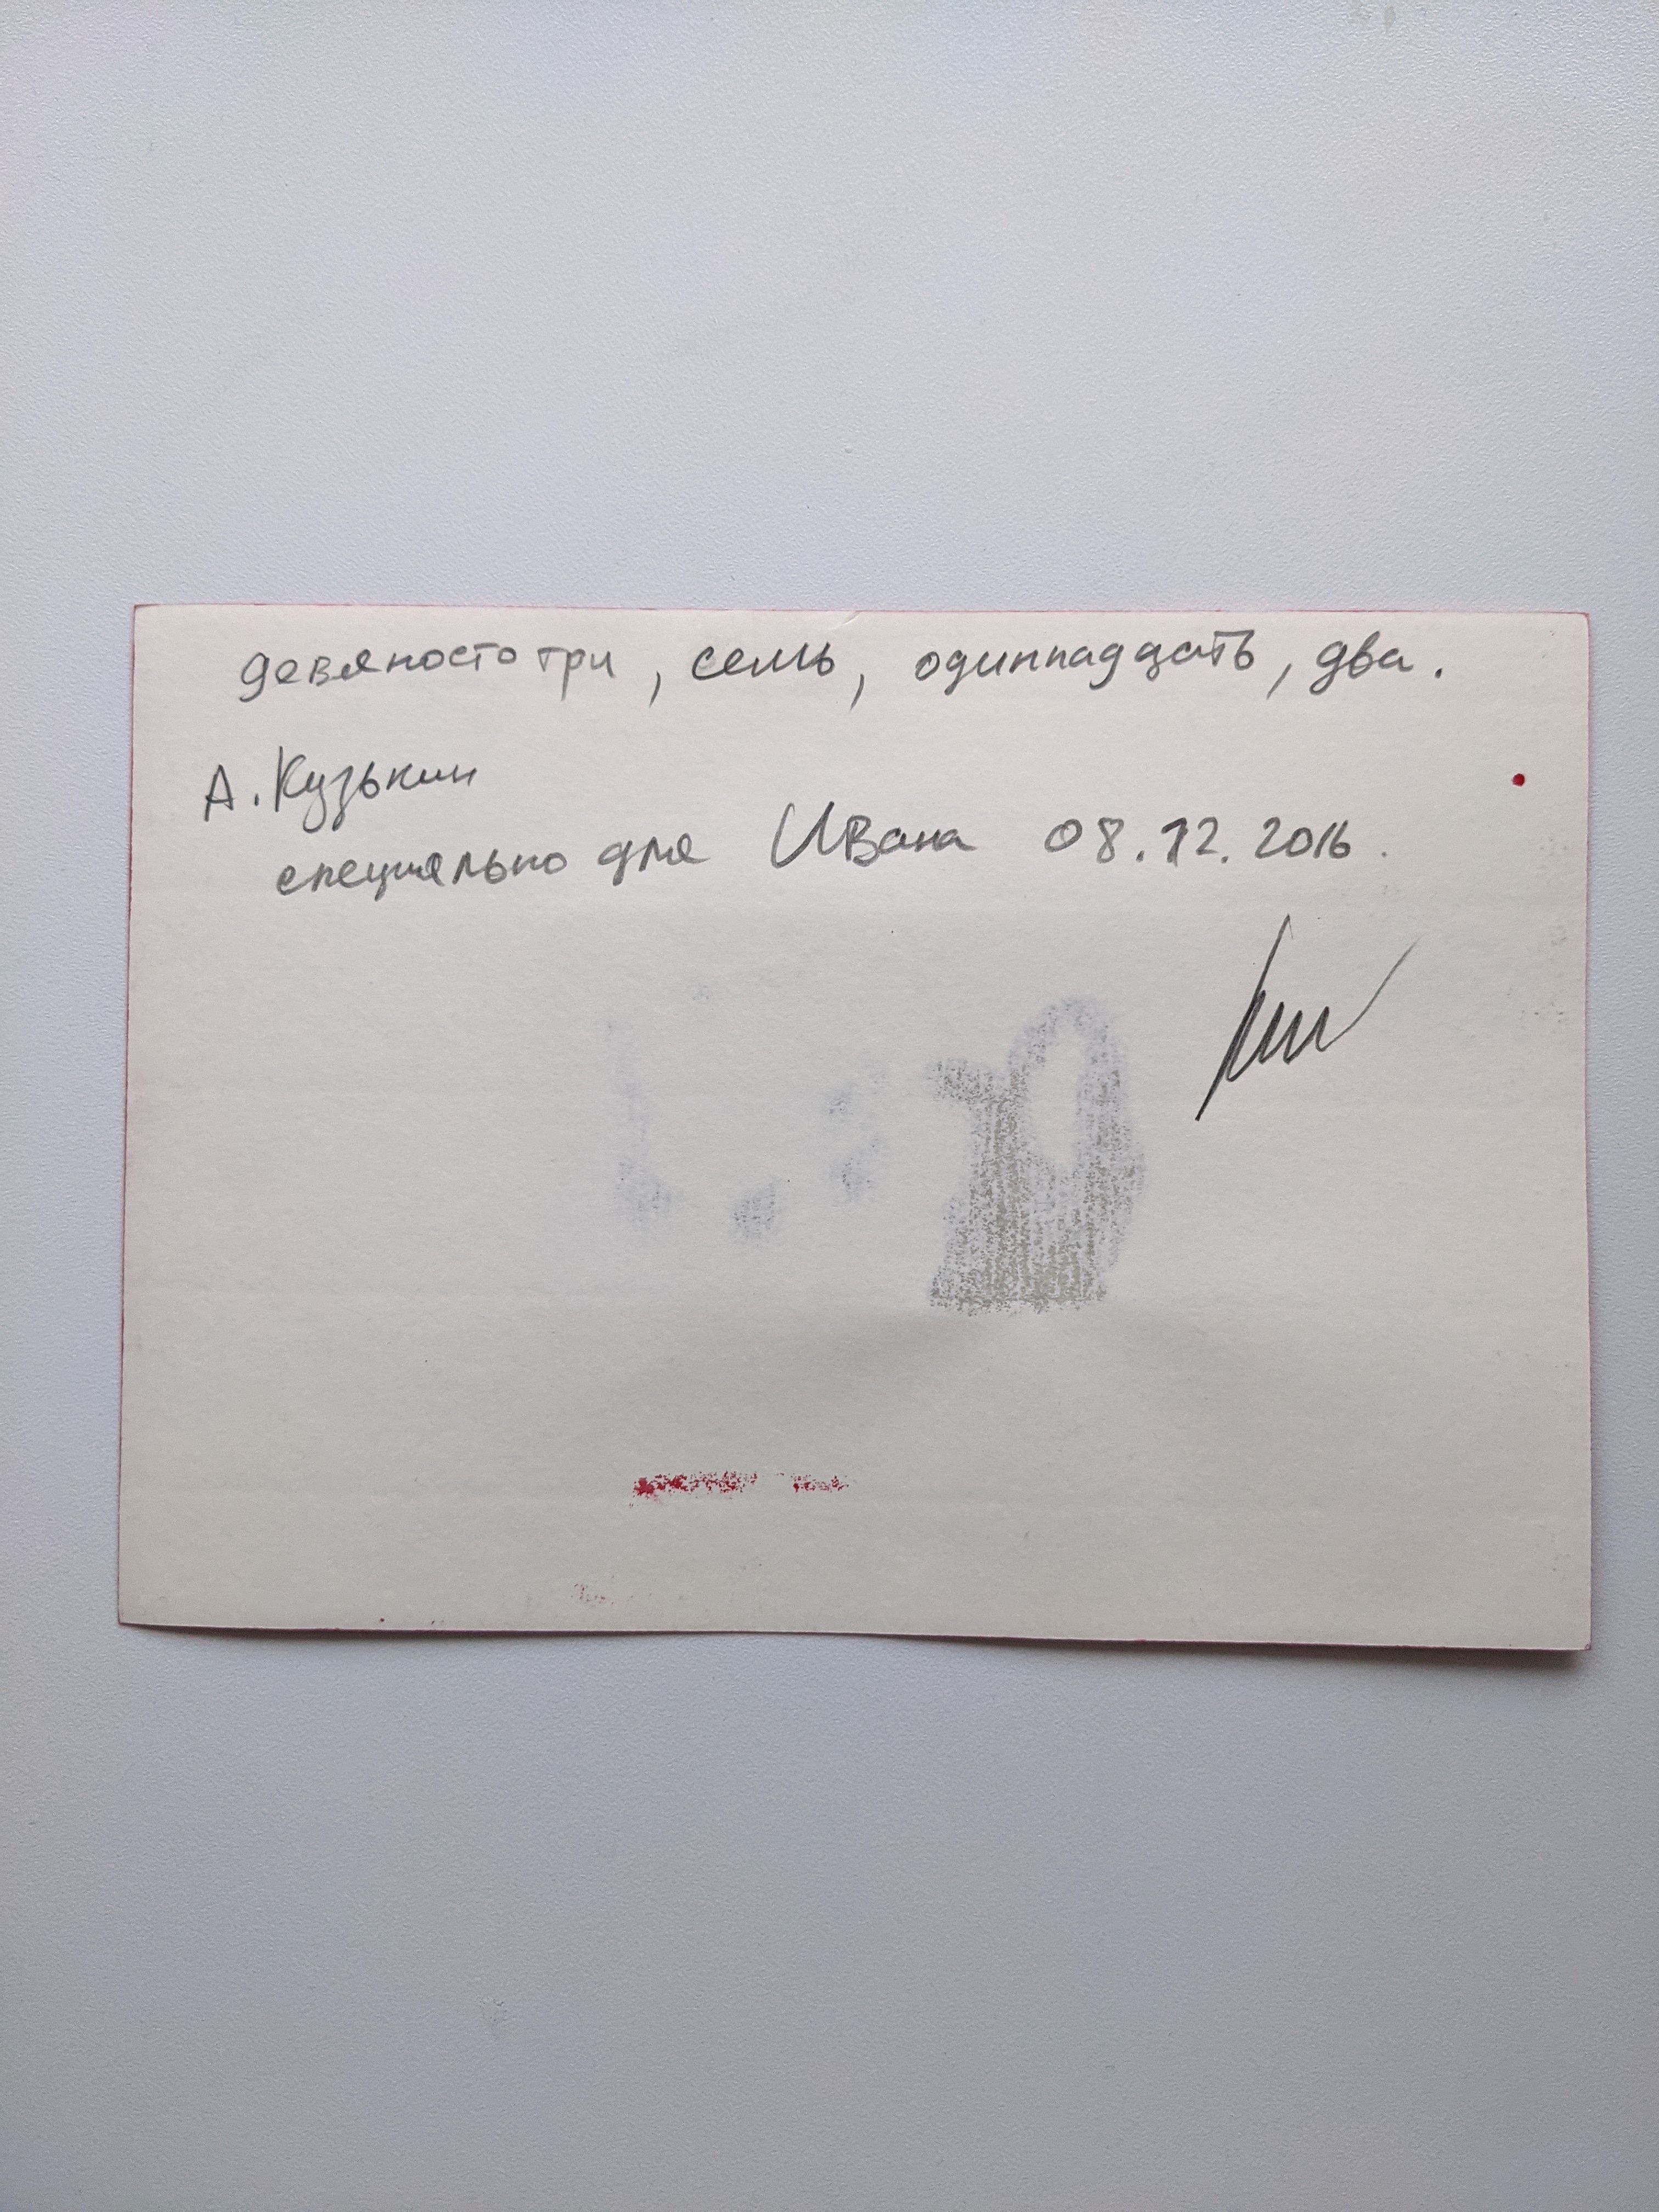 девяносто три, семь, одиннадцать, два.
А. Кузькин
специально для Ивана 08.12.2016.